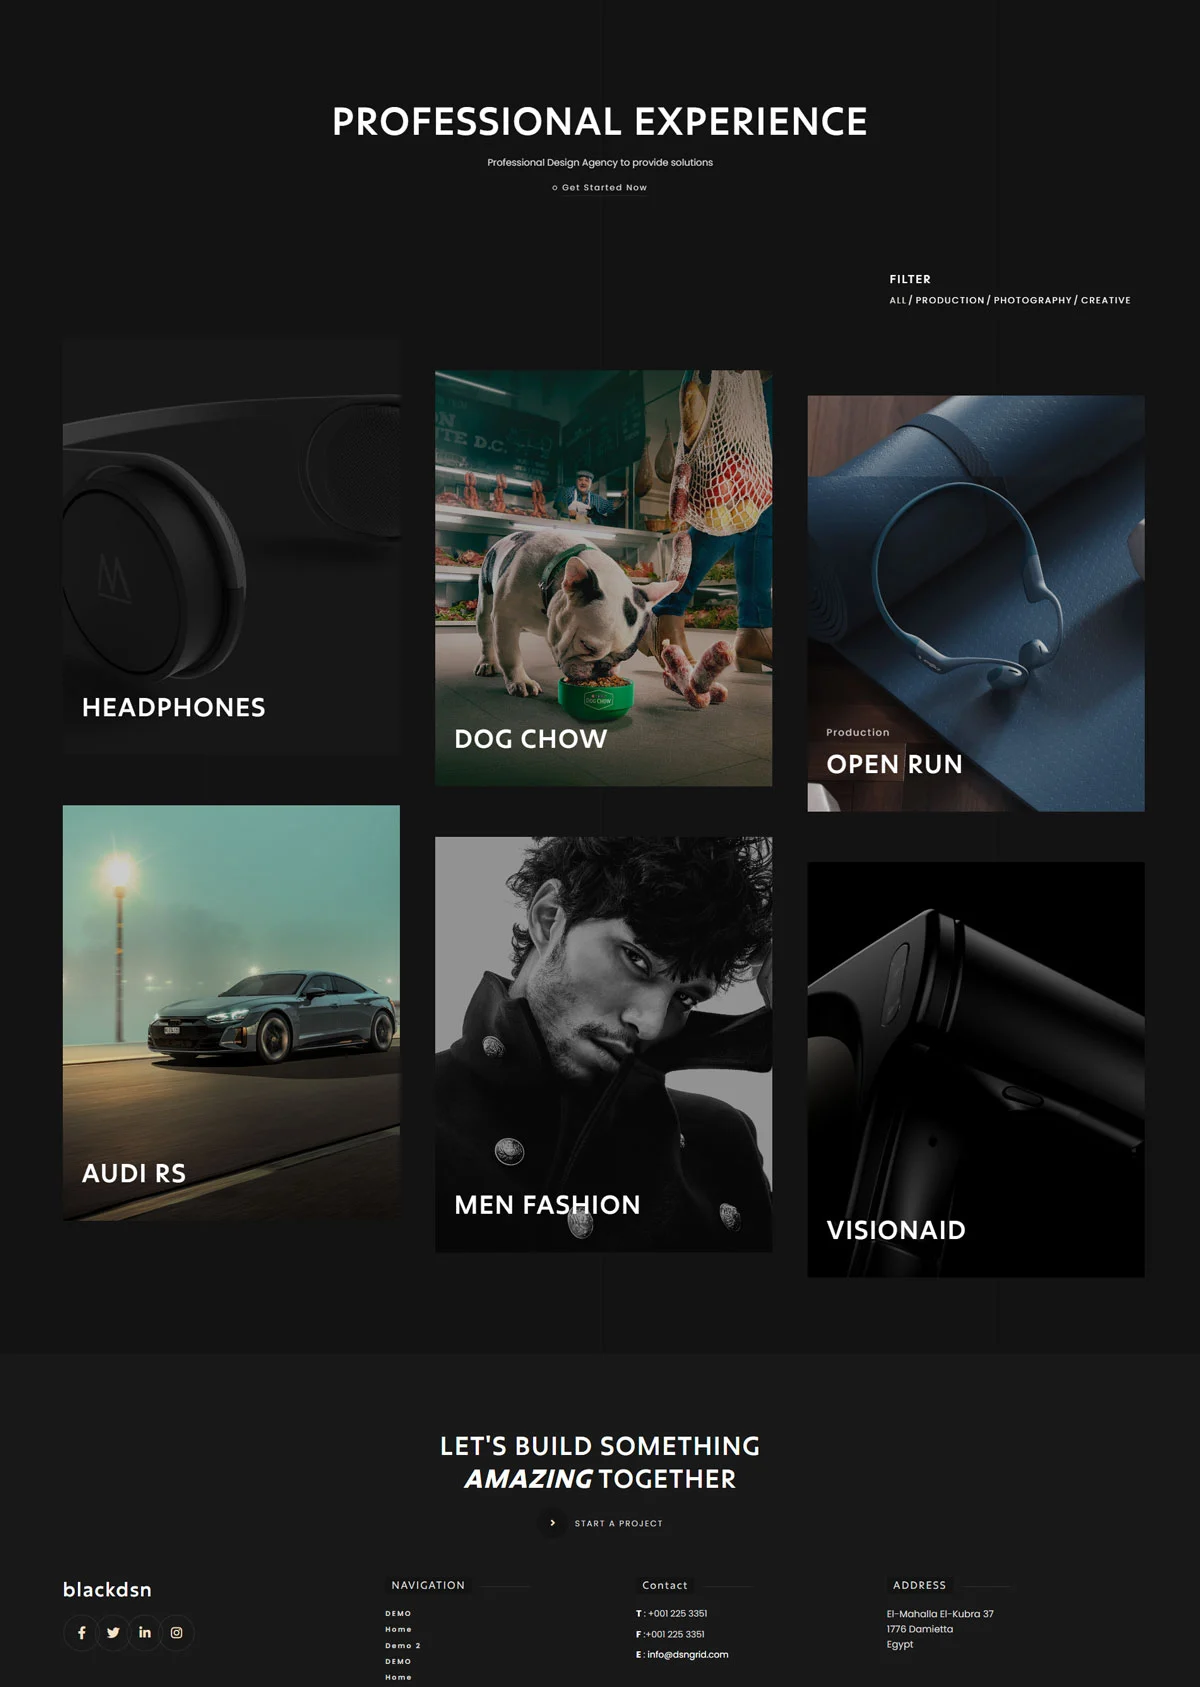 PROFESSIONAL EXPERIENCE
Professional Design Agency to provide solutions
Get Started Now
FILTER
ALL / PRODUCTION / PHOTOGRAPHY / CREATIVE
HEADPHONES
DOG CHOW
DOG CHOW
Production
OPEN RUN
AUDI RS
MEN FASHION
VISIONAID
LET'S BUILD SOMETHING
AMAZING TOGETHER
START A PROJECT
blackdsn
NAVIGATION
DEMO
Home
Demo 2
DEMO
Home
Contact
T : +001 225 3351
F :+001 225 3351
E : info@dsngrid.com
ADDRESS
El-Mahalla El-Kubra 37
1776 Damietta
Egypt